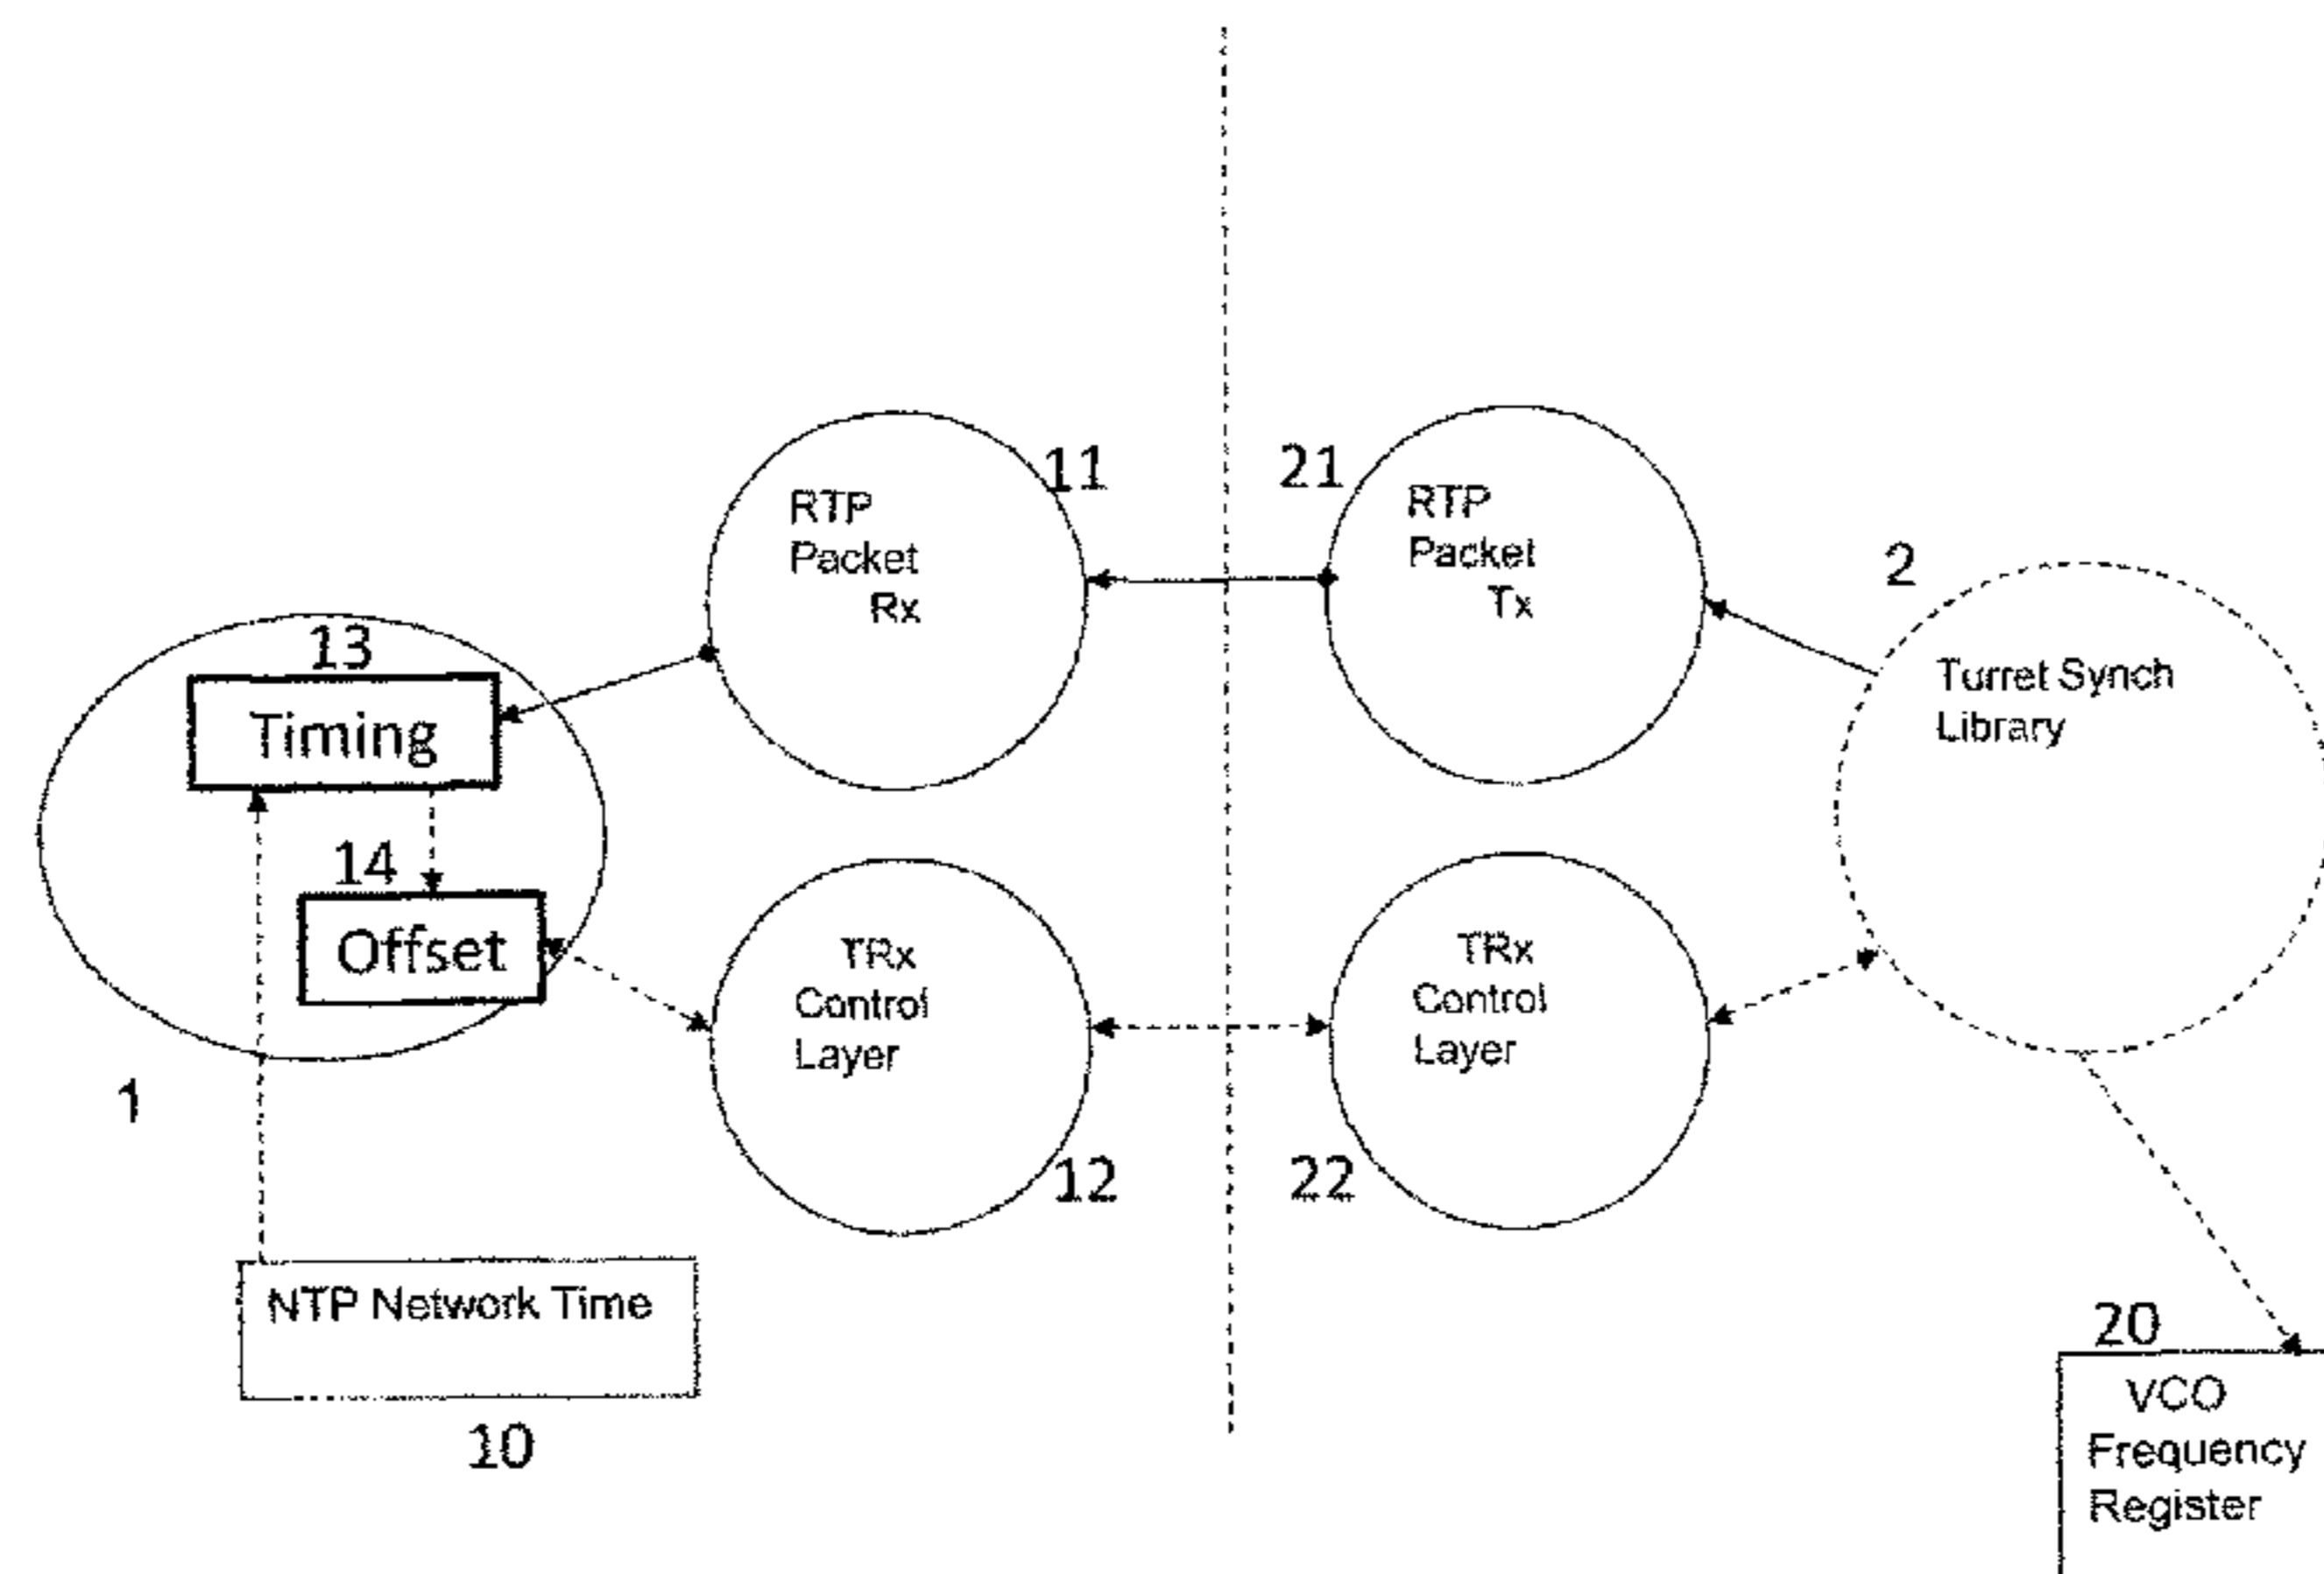 11
RTP
Packet
Rx
21
RTP
Packet
Tx
2
Turret Synch
Library
13
Timing
14
Offset
1
TRx
Control
Layer
12
TRx
Control
Layer
22
NTP Network Time
10
20
VCO
Frequency
Register